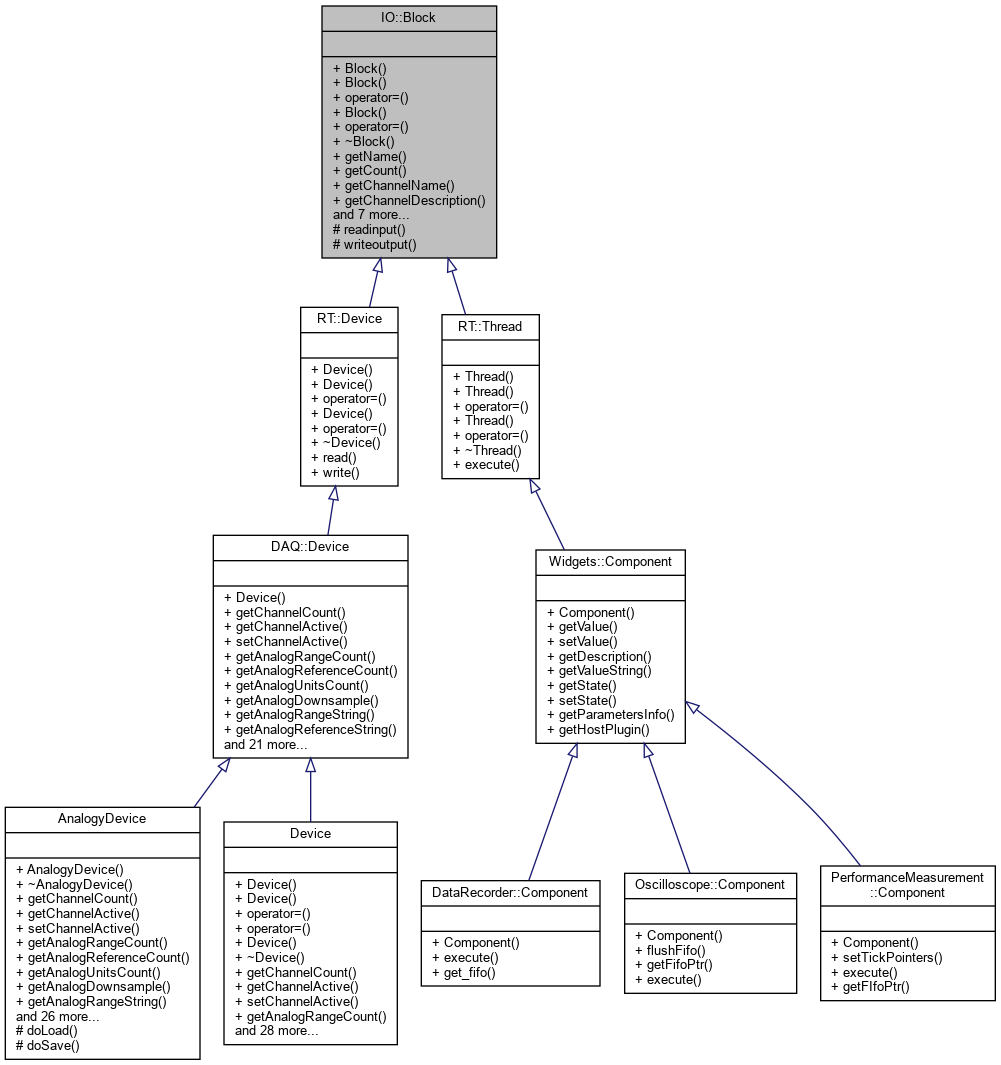 IO::Block
+ Block()
+ Block()
+ operator=()
+ Block()
+ operator=()
+ ~Block()
+ getName()
+ getCount()
+ getChannelName()
+ getChannelDescription()
and 7 more...
# readinput()
# writeoutput()
RT::Device
+ Device()
+ Device()
+ operator=()
+ Device()
+ operator=()
+ ~Device()
+ read()
+ write()
RT::Thread
+ Thread()
+ Thread()
+ operator=()
+ Thread()
+ operator=()
+ ~Thread()
+ execute()
DAQ::Device
+ Device()
+ getChannelCount()
+ getChannelActive()
+ setChannelActive()
+ getAnalogRangeCount()
+ getAnalogReferenceCount()
+ getAnalogUnitsCount()
+ getAnalogDownsample()
+ getAnalogRangeString()
+ getAnalogReferenceString()
and 21 more...
Widgets::Component
+ Component()
+ getValue()
+ setValue()
+ getDescription()
+ getValueString()
+ getState()
+ setState()
+ getParametersInfo()
+ getHostPlugin()
AnalogyDevice
+ AnalogyDevice()
+ ~AnalogyDevice()
+ getChannelCount()
+ getChannelActive()
+ setChannelActive()
+ getAnalogRangeCount()
+ getAnalogReferenceCount()
+ getAnalogUnitsCount()
+ getAnalogDownsample()
+ getAnalogRangeString()
and 26 more...
# doLoad()
# doSave()
Device
+ Device()
+ Device()
+ operator=()
+ operator=()
+ Device()
+ ~Device()
+ getChannelCount()
+ getChannelActive()
+ setChannelActive()
+ getAnalogRangeCount()
and 28 more...
DataRecorder::Component
+ Component()
+ execute()
+ get_fifo()
Oscilloscope::Component
+ Component()
+ flushFifo()
+ getFifoPtr()
+ execute()
PerformanceMeasurement
::Component
+ Component()
+ setTickPointers()
+ execute()
+ getFIfoPtr()